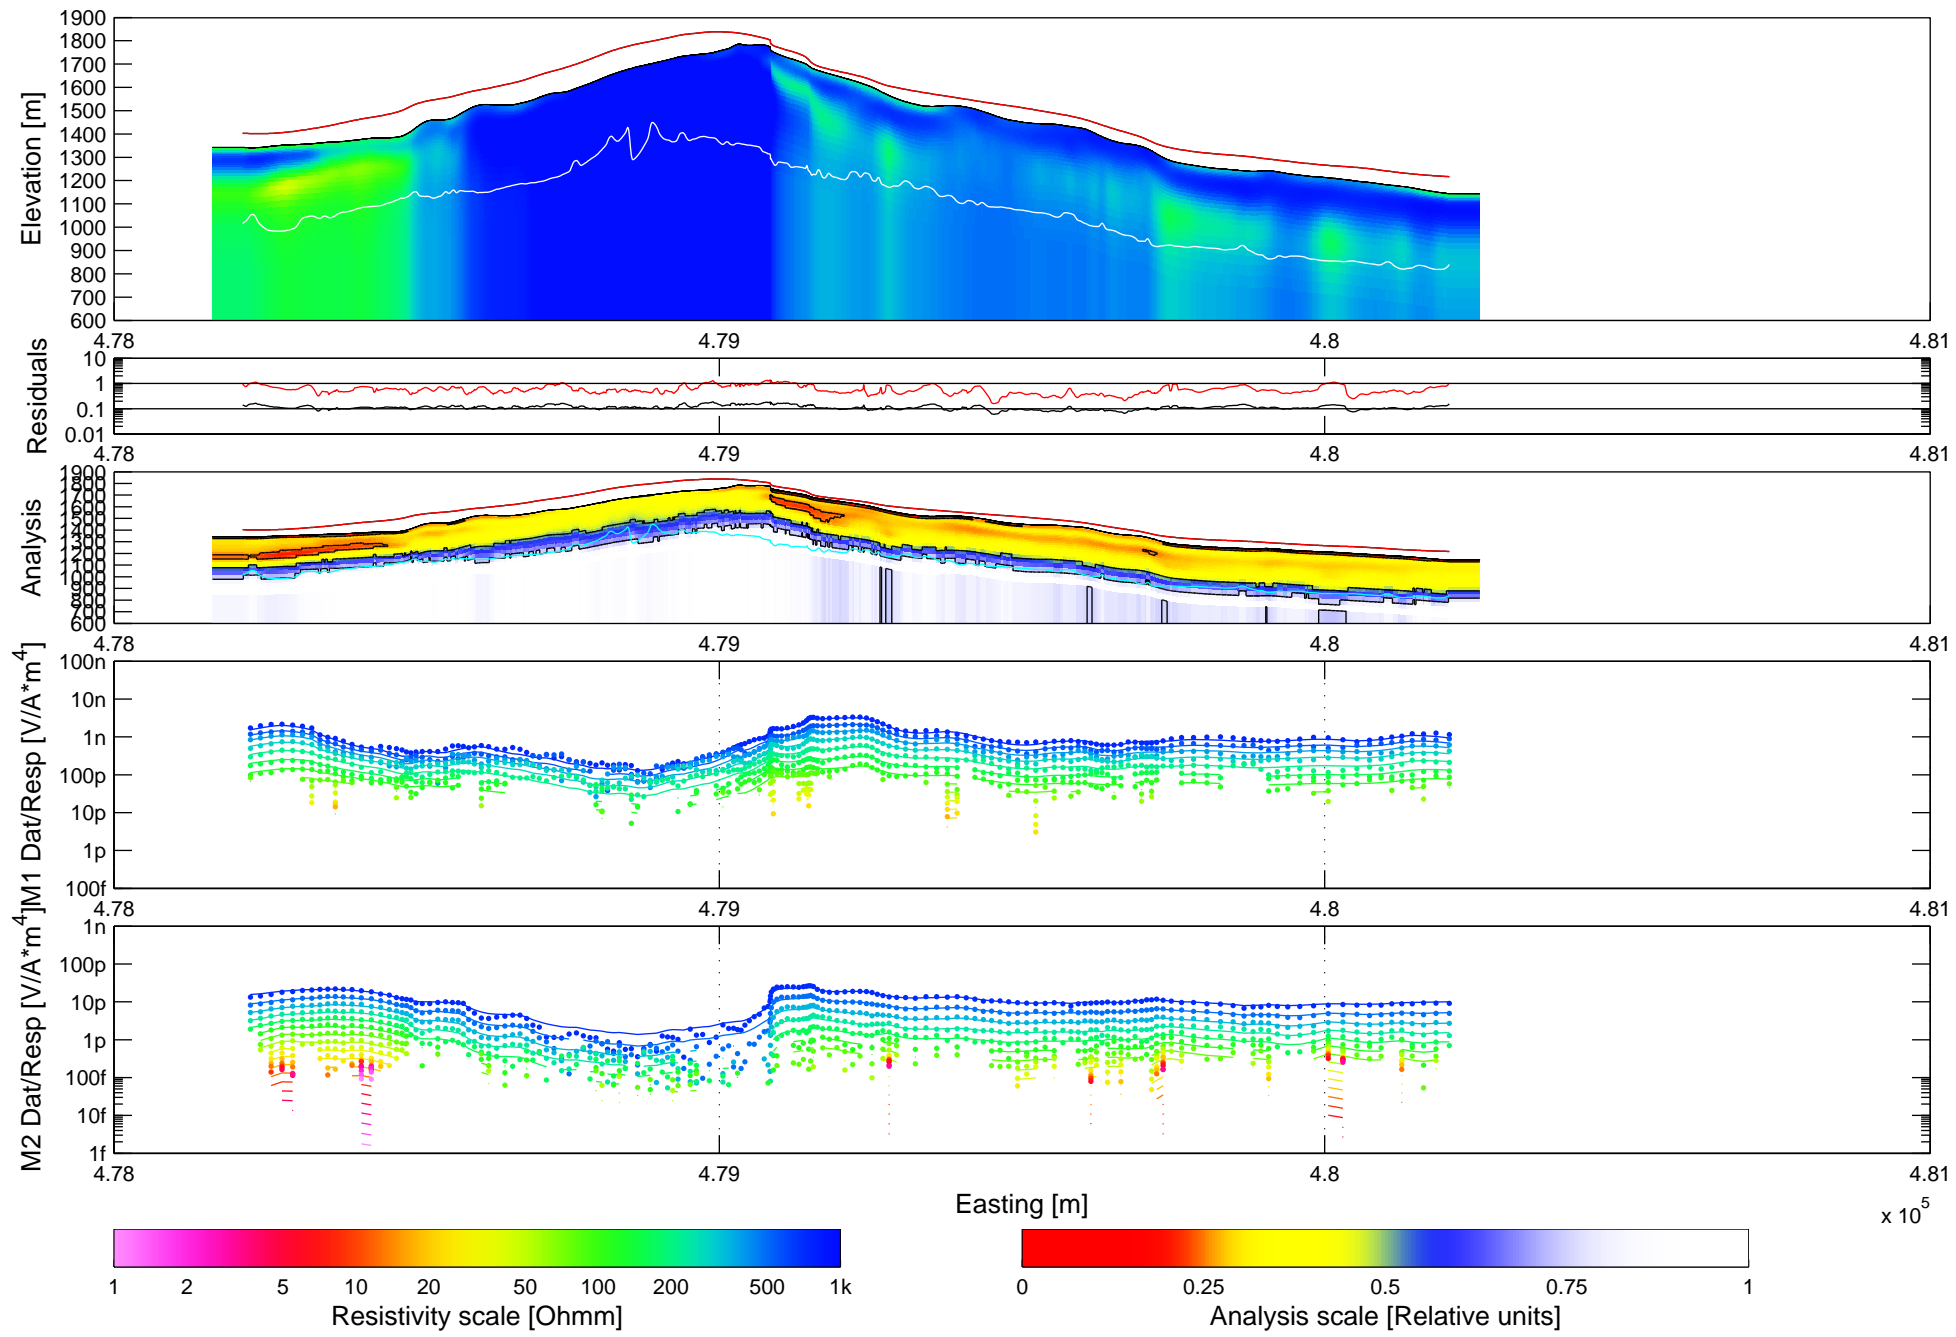 1900
1800
1700
1600
1500
1400
1300
1200
1100
1000
900
800
700
600
Elevation [m]
4.78 4.79 4.8 4.81
10
1
0.1
0.01
Residuals
4.78 4.79 4.8 4.81
1900
1800
1700
1600
1500
1400
1300
1200
1100
1000
900
800
700
600
Analysis
4.78 4.79 4.8 4.81
100n
10n
1n
100p
10p
1p
100f
M1 Dat/Resp [V/A*m^4]
4.78 4.79 4.8 4.81
1n
100p
10p
1p
100f
10f
1f
M2 Dat/Resp [V/A*m^4]
4.78 4.79 4.8 4.81
Easting [m]
x 10^5
1 2 5 10 20 50 100 200 500 1k
Resistivity scale [Ohmm]
0 0.25 0.5 0.75 1
Analysis scale [Relative units]